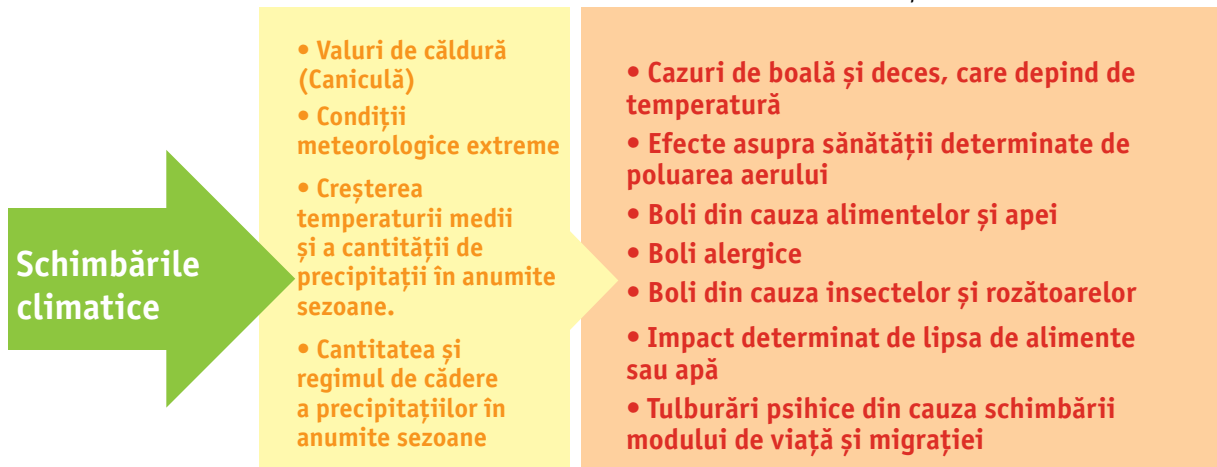 Schimbările
climatice
• Valuri de căldură
(Caniculă)
• Condiții
meteorologice extreme
• Creșterea
temperaturii medii
și a cantității de
precipitații în anumite
sezoane.
• Cantitatea și
regimul de cădere
a precipitațiilor în
anumite sezoane
• Cazuri de boală și deces, care depind de
temperatură
• Efecte asupra sănătății determinate de
poluarea aerului
• Boli din cauza alimentelor și apei
• Boli alergice
• Boli din cauza insectelor și rozătoarelor
• Impact determinat de lipsa de alimente
sau apă
• Tulburări psihice din cauza schimbării
modului de viață și migrației